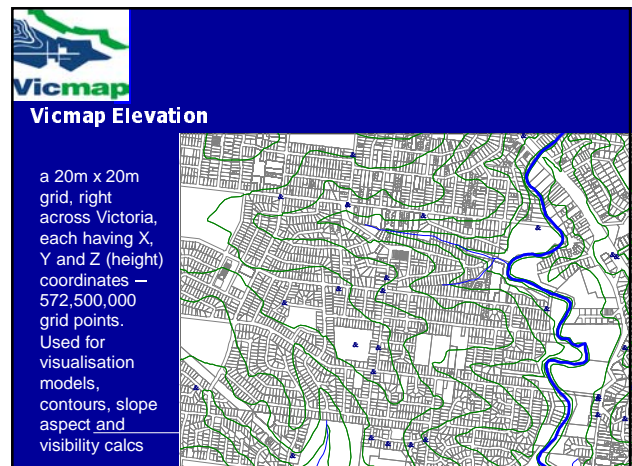 Vicmap
Vicmap Elevation
a 20m x 20m
grid, right
across Victoria,
each having X,
Y and Z (height)
coordinates –
572,500,000
grid points.
Used for
visualisation
models,
contours, slope
aspect and
visibility calcs